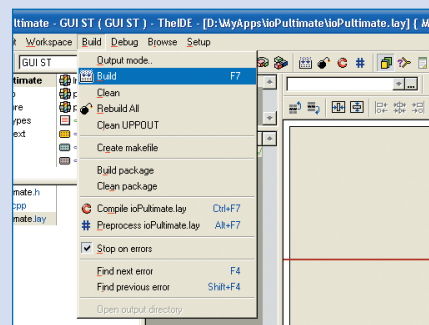 ltimate - GUI ST ( GUI ST ) - TheIDE - [D:\MyApps\ioPultimate\ioPultimate.lay] { M
Workspace Build Debug Browse Setup
GUI ST
Output mode..
Build F7
Clean
Rebuild All
Clean UPPOUT
Create makefile
Build package
Clean package
Compile ioPultimate.lay Ctrl+F7
Preprocess ioPultimate.lay Alt+F7
Stop on errors
Find next error F4
Find previous error Shift+F4
Open output directory
timate
re
ypes
ext
mate.h
cpp
mate.lay